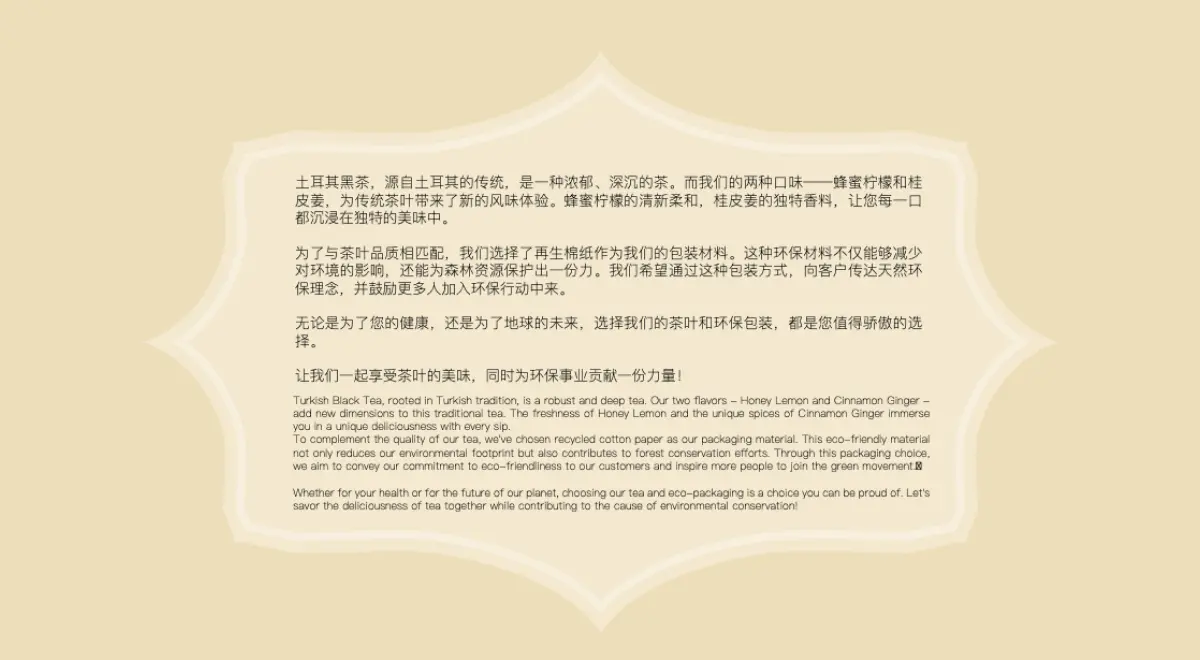 土耳其黑茶，源自土耳其的传统，是一种浓郁、深沉的茶。而我们的两种口味——蜂蜜柠檬和桂
皮姜，为传统茶叶带来了新的风味体验。蜂蜜柠檬的清新柔和，桂皮姜的独特香料，让您每一口
都沉浸在独特的美味中。
为了与茶叶品质相匹配，我们选择了再生棉纸作为我们的包装材料。这种环保材料不仅能够减少
对环境的影响，还能为森林资源保护出一份力。我们希望通过这种包装方式，向客户传达天然环
保理念，并鼓励更多人加入环保行动中来。
无论是为了您的健康，还是为了地球的未来，选择我们的茶叶和环保包装，都是您值得骄傲的选
择。
让我们一起享受茶叶的美味，同时为环保事业贡献一份力量！
Turkish Black Tea, rooted in Turkish tradition, is a robust and deep tea. Our two flavors – Honey Lemon and Cinnamon Ginger –
add new dimensions to this traditional tea. The freshness of Honey Lemon and the unique spices of Cinnamon Ginger immerse
you in a unique deliciousness with every sip.
To complement the quality of our tea, we've chosen recycled cotton paper as our packaging material. This eco-friendly material
not only reduces our environmental footprint but also contributes to forest conservation efforts. Through this packaging choice,
we aim to convey our commitment to eco-friendliness to our customers and inspire more people to join the green movement.
Whether for your health or for the future of our planet, choosing our tea and eco-packaging is a choice you can be proud of. Let's
savor the deliciousness of tea together while contributing to the cause of environmental conservation!